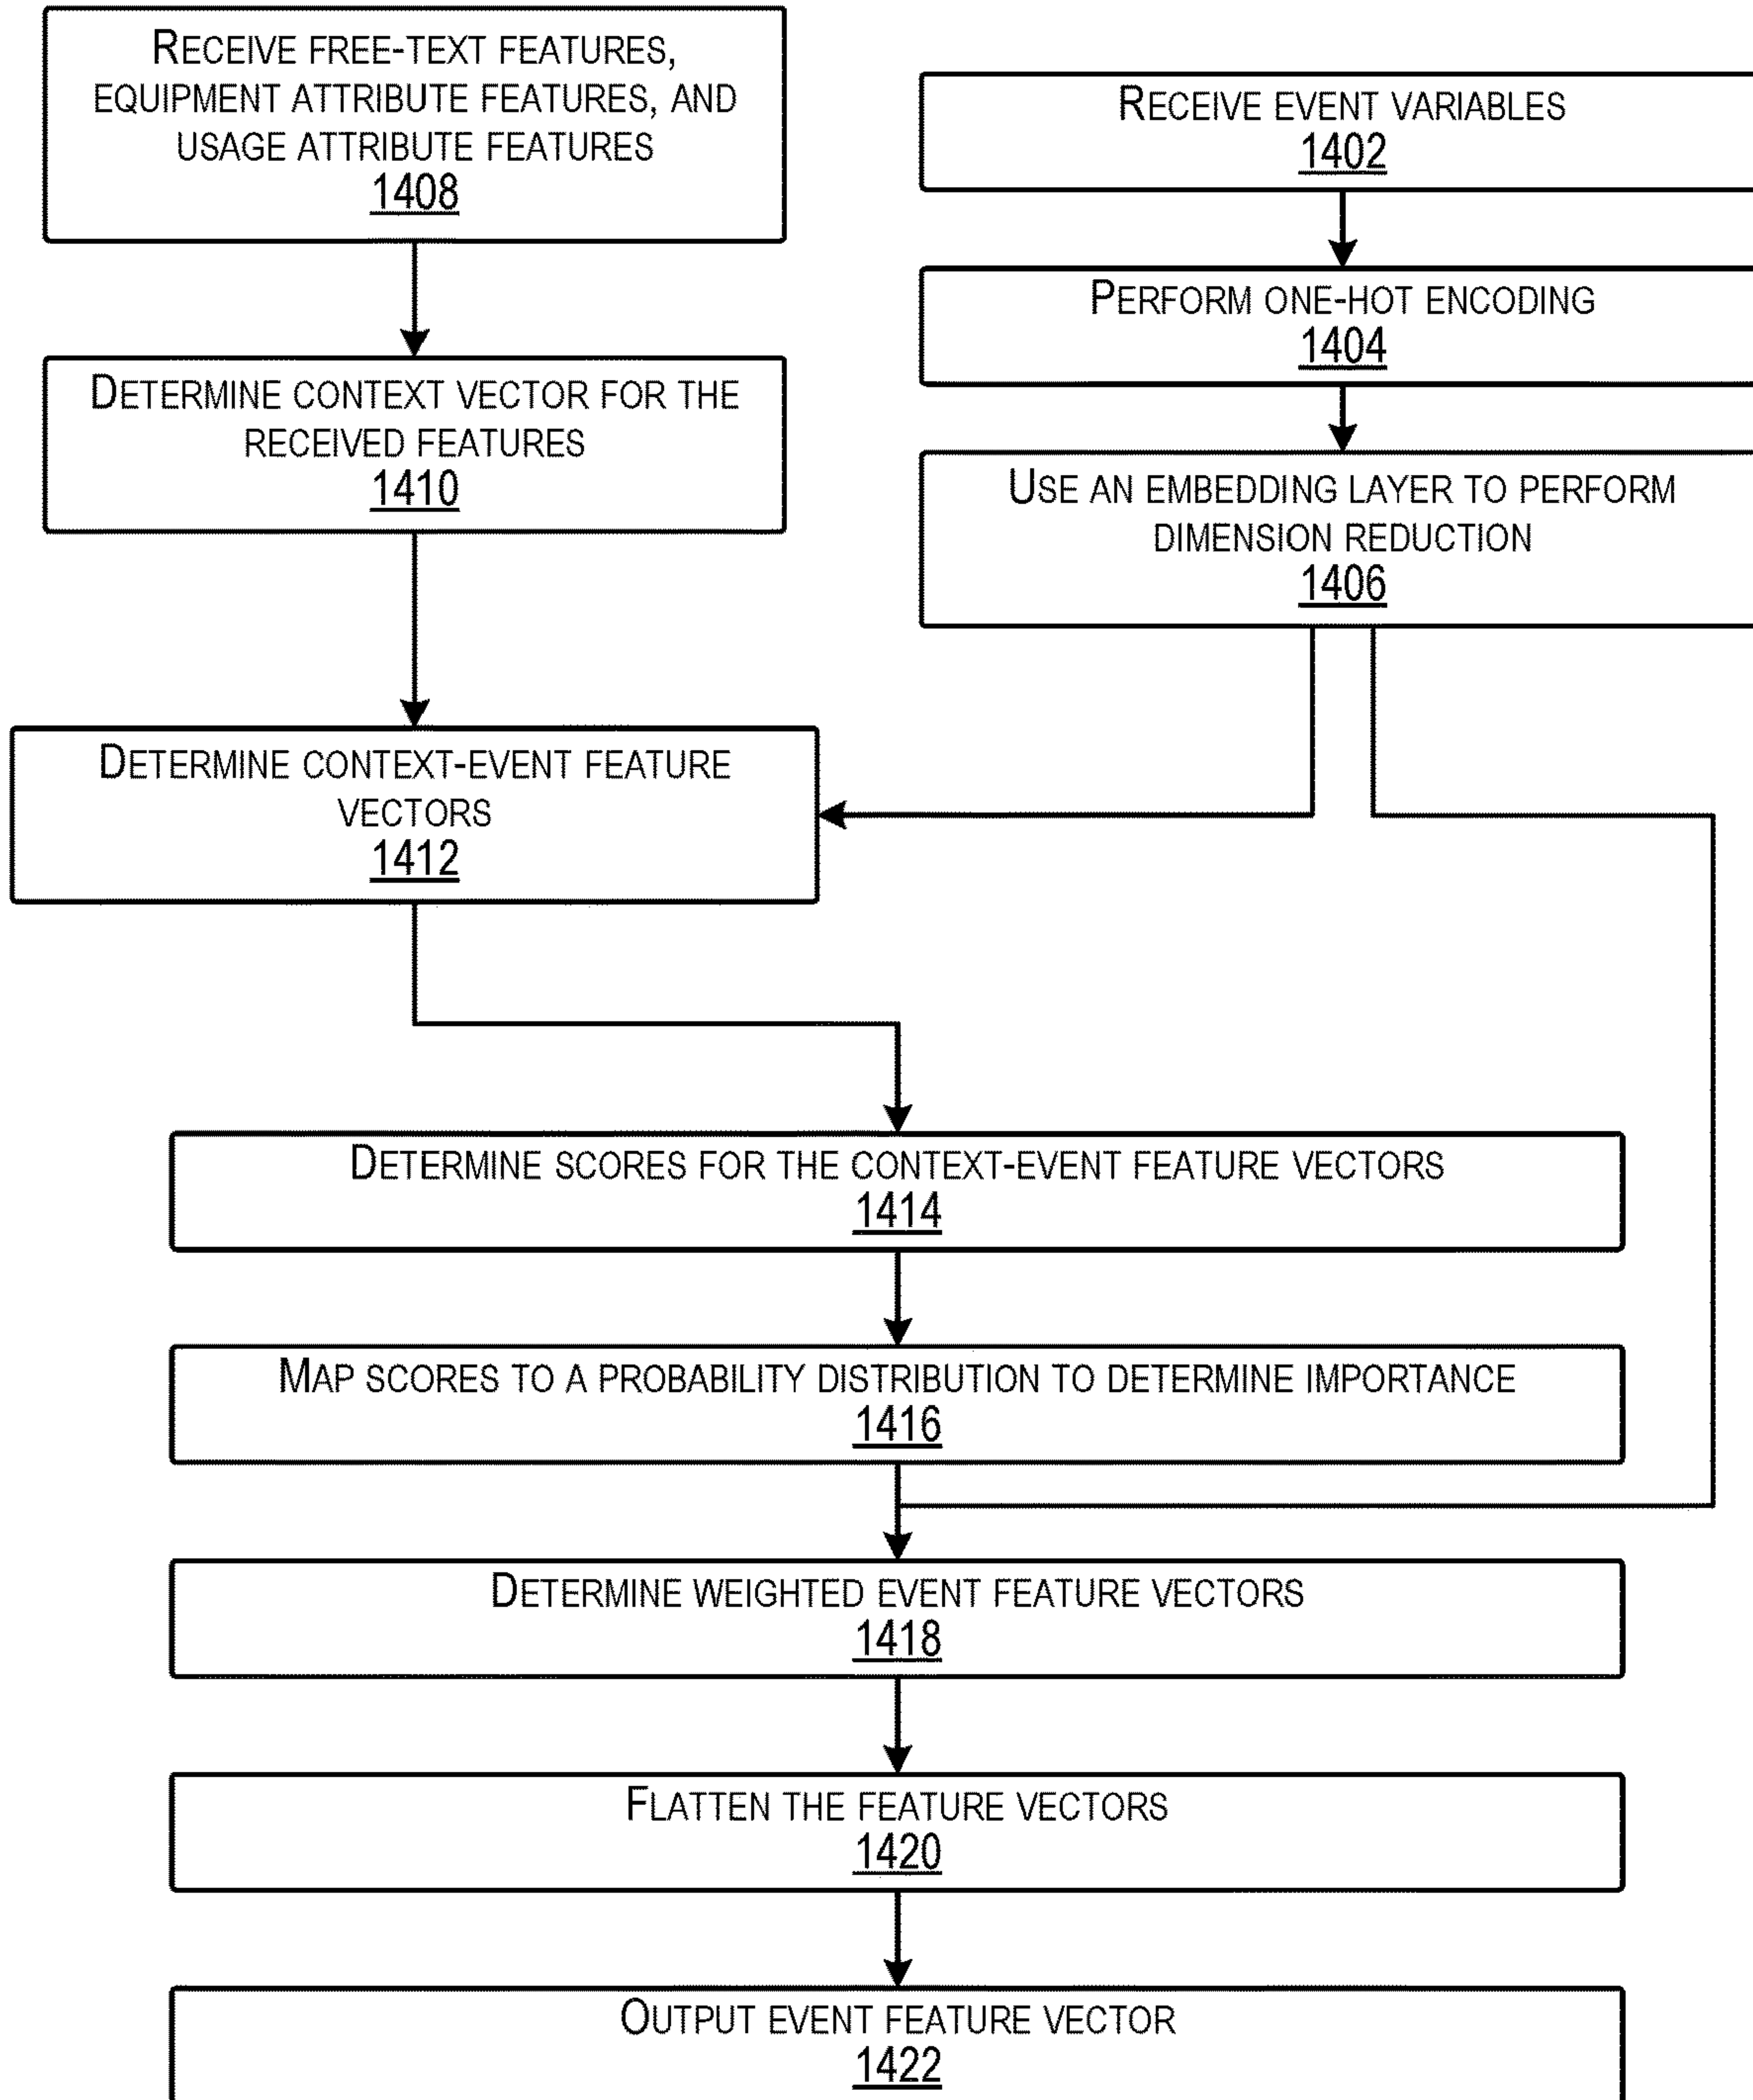 RECEIVE FREE-TEXT FEATURES,
EQUIPMENT ATTRIBUTE FEATURES, AND
USAGE ATTRIBUTE FEATURES
1408
RECEIVE EVENT VARIABLES
1402
PERFORM ONE-HOT ENCODING
1404
DETERMINE CONTEXT VECTOR FOR THE
RECEIVED FEATURES
1410
USE AN EMBEDDING LAYER TO PERFORM
DIMENSION REDUCTION
1406
DETERMINE CONTEXT-EVENT FEATURE
VECTORS
1412
DETERMINE SCORES FOR THE CONTEXT-EVENT FEATURE VECTORS
1414
MAP SCORES TO A PROBABILITY DISTRIBUTION TO DETERMINE IMPORTANCE
1416
DETERMINE WEIGHTED EVENT FEATURE VECTORS
1418
FLATTEN THE FEATURE VECTORS
1420
OUTPUT EVENT FEATURE VECTOR
1422